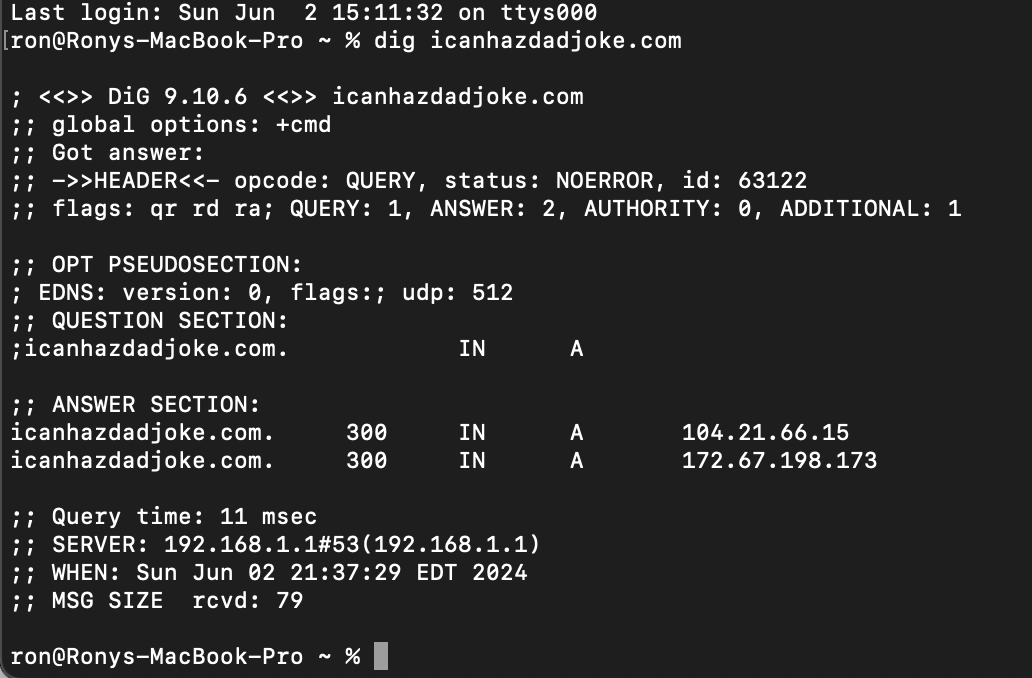 Last login: Sun Jun  2 15:11:32 on ttys000
[ron@Ronys-MacBook-Pro ~ % dig icanhazdadjoke.com

; <<>> DiG 9.10.6 <<>> icanhazdadjoke.com
;; global options: +cmd
;; Got answer:
;; ->>HEADER<<- opcode: QUERY, status: NOERROR, id: 63122
;; flags: qr rd ra; QUERY: 1, ANSWER: 2, AUTHORITY: 0, ADDITIONAL: 1

;; OPT PSEUDOSECTION:
; EDNS: version: 0, flags:; udp: 512
;; QUESTION SECTION:
;icanhazdadjoke.com.            IN      A

;; ANSWER SECTION:
icanhazdadjoke.com.     300     IN      A       104.21.66.15
icanhazdadjoke.com.     300     IN      A       172.67.198.173

;; Query time: 11 msec
;; SERVER: 192.168.1.1#53(192.168.1.1)
;; WHEN: Sun Jun 02 21:37:29 EDT 2024
;; MSG SIZE  rcvd: 79

ron@Ronys-MacBook-Pro ~ %